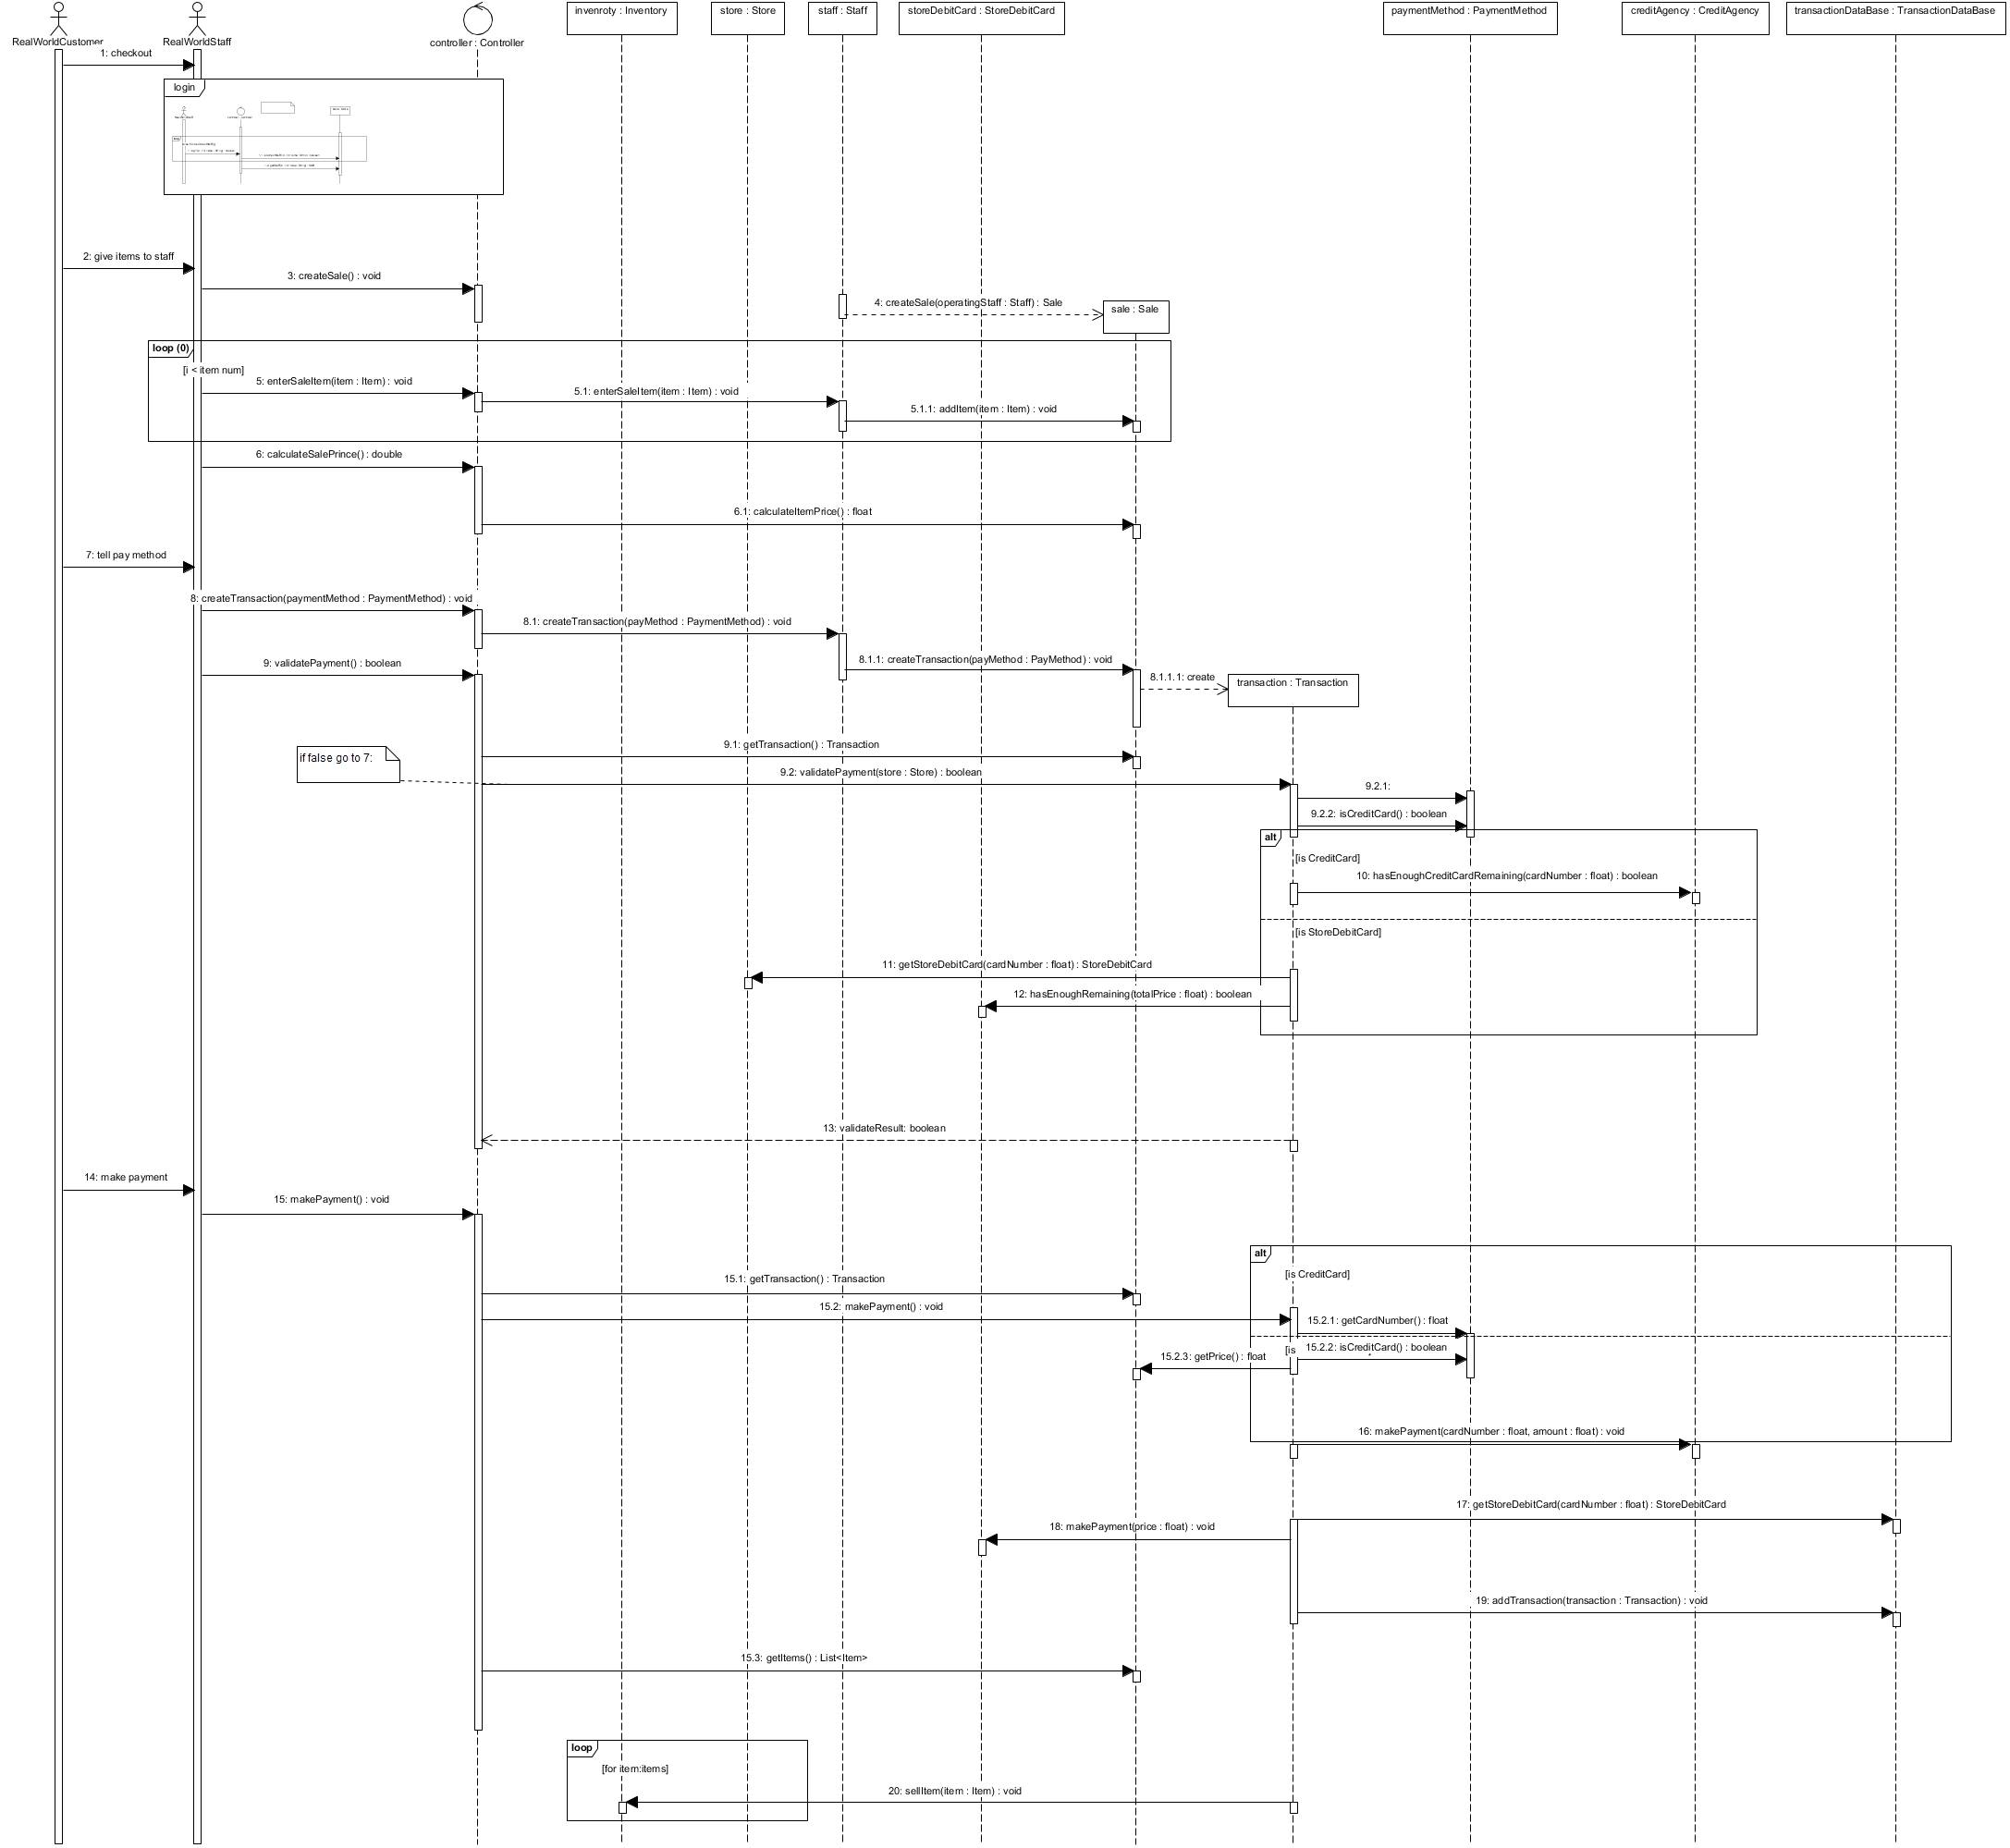 RealWorldCustomer
RealWorldStaff
controller : Controller
invenroty : Inventory
store : Store
staff : Staff
storeDebitCard : StoreDebitCard
paymentMethod : PaymentMethod
creditAgency : CreditAgency
transactionDataBase : TransactionDataBase
1: checkout
login
2: give items to staff
3: createSale() : void
4: createSale(operatingStaff : Staff) : Sale
sale : Sale
loop (0)
[i < item num]
5: enterSaleItem(item : Item) : void
5.1: enterSaleItem(item : Item) : void
5.1.1: addItem(item : Item) : void
6: calculateSalePrince() : double
6.1: calculateItemPrice() : float
7: tell pay method
8: createTransaction(paymentMethod : PaymentMethod) : void
8.1: createTransaction(payMethod : PaymentMethod) : void
8.1.1: createTransaction(payMethod : PayMethod) : void
9: validatePayment() : boolean
8.1.1.1: create
transaction : Transaction
9.1: getTransaction() : Transaction
if false go to 7:
9.2: validatePayment(store : Store) : boolean
9.2.1:
9.2.2: isCreditCard() : boolean
alt
[is CreditCard]
10: hasEnoughCreditCardRemaining(cardNumber : float) : boolean
[is StoreDebitCard]
11: getStoreDebitCard(cardNumber : float) : StoreDebitCard
12: hasEnoughRemaining(totalPrice : float) : boolean
13: validateResult: boolean
14: make payment
15: makePayment() : void
alt
[is CreditCard]
15.1: getTransaction() : Transaction
15.2: makePayment() : void
15.2.1: getCardNumber() : float
[is
15.2.2: isCreditCard() : boolean
15.2.3: getPrice() : float
16: makePayment(cardNumber : float, amount : float) : void
17: getStoreDebitCard(cardNumber : float) : StoreDebitCard
18: makePayment(price : float) : void
19: addTransaction(transaction : Transaction) : void
15.3: getItems() : List<Item>
loop
[for item:items]
20: sellItem(item : Item) : void